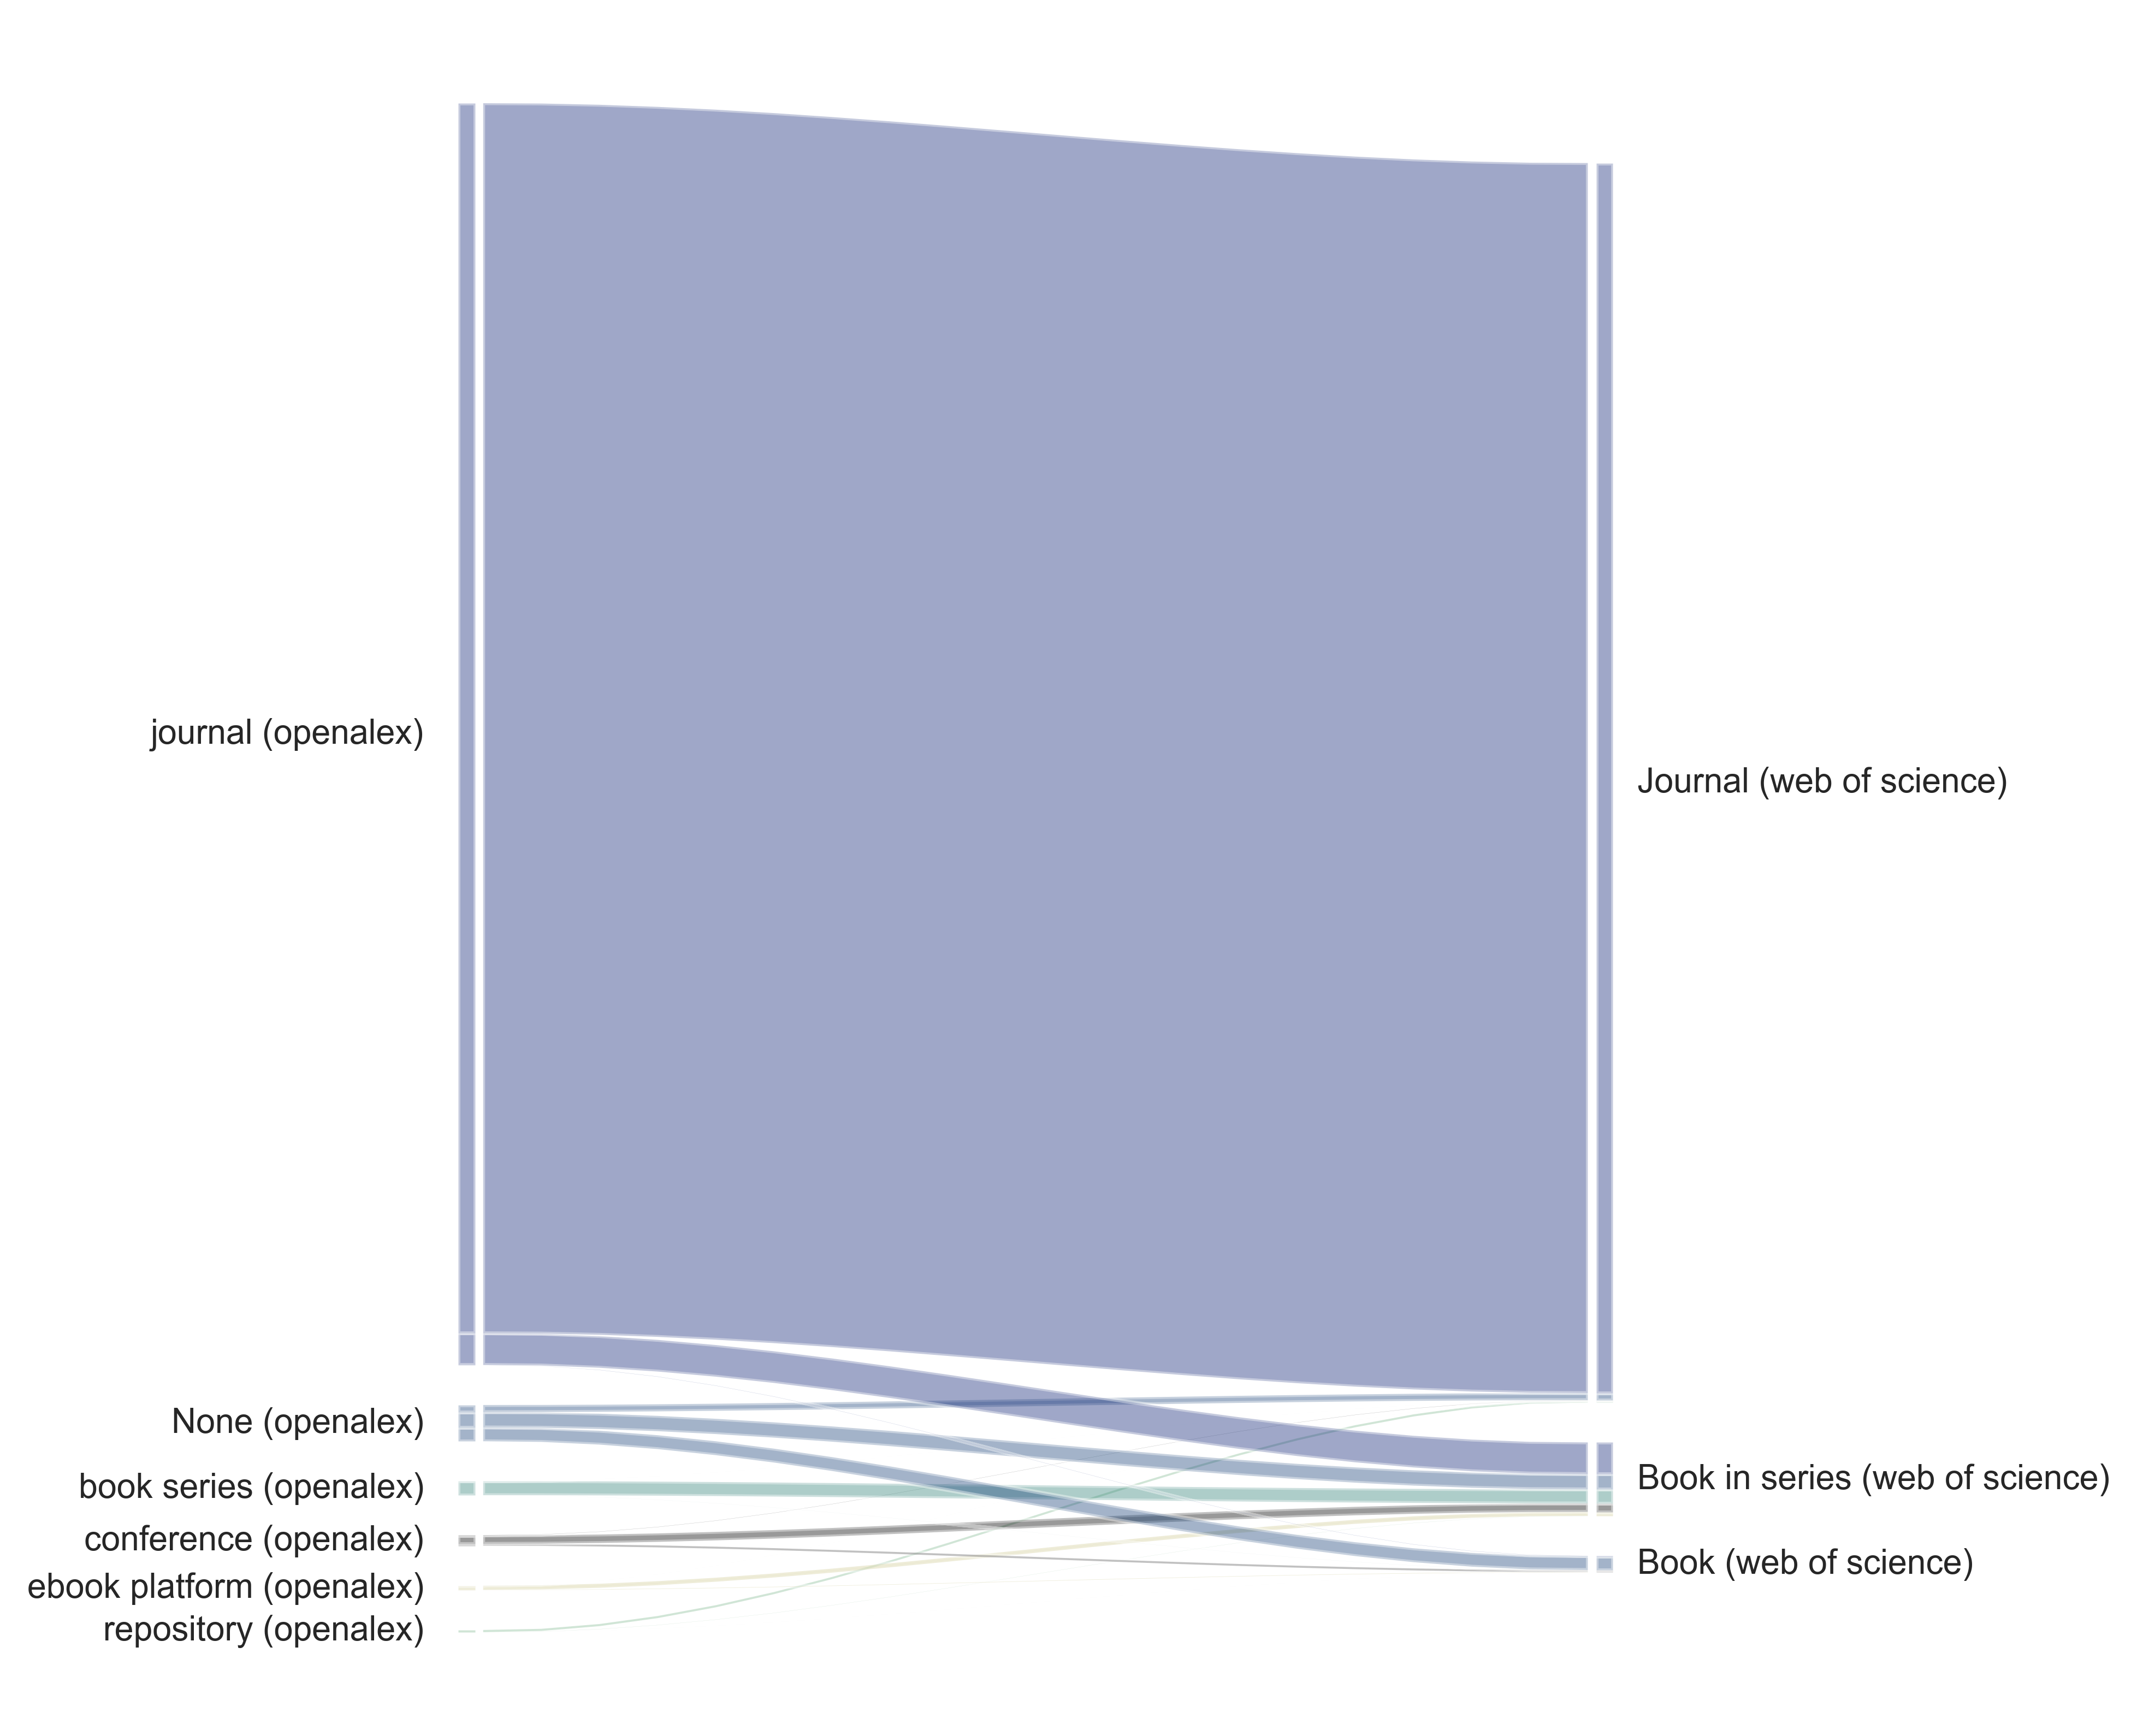 journal (openalex)
None (openalex)
book series (openalex)
conference (openalex)
ebook platform (openalex)
repository (openalex)
Journal (web of science)
Book in series (web of science)
Book (web of science)